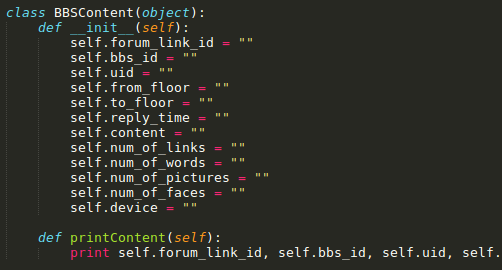 class BBSContent(object):
    def __init__(self):
        self.forum_link_id = ""
        self.bbs_id = ""
        self.uid = ""
        self.from_floor = ""
        self.to_floor = ""
        self.reply_time = ""
        self.content = ""
        self.num_of_links = ""
        self.num_of_words = ""
        self.num_of_pictures = ""
        self.num_of_faces = ""
        self.device = ""

    def printContent(self):
        print self.forum_link_id, self.bbs_id, self.uid, self.